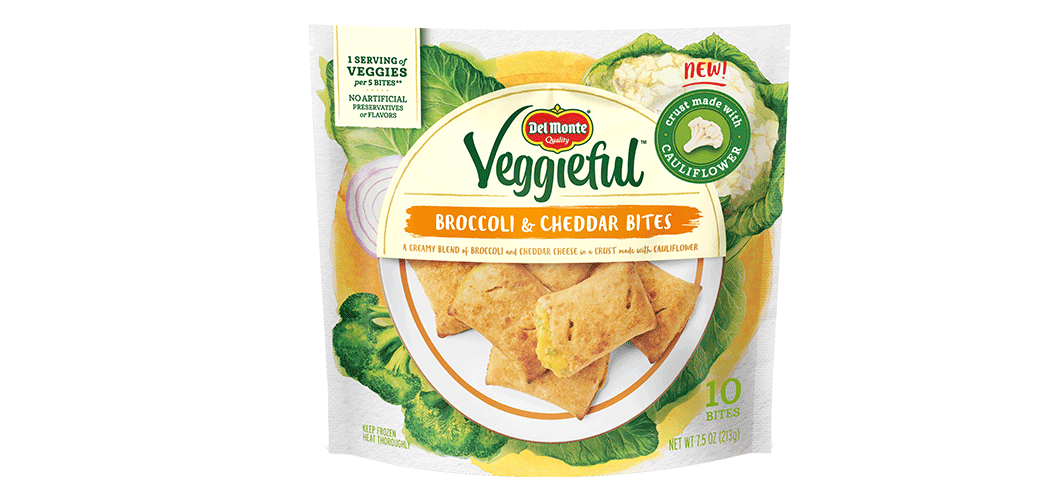 1 SERVING of
VEGGIES
per 5 BITES**
NO ARTIFICIAL
PRESERVATIVES
or FLAVORS
NEW!
crust made with
CAULIFLOWER
Del Monte®
Quality
Veggieful™
BROCCOLI & CHEDDAR BITES
A CREAMY BLEND of BROCCOLI and CHEDDAR CHEESE in a CRUST made with CAULIFLOWER
10
BITES
KEEP FROZEN
HEAT THOROUGHLY
NET WT 7.5 OZ (213g)